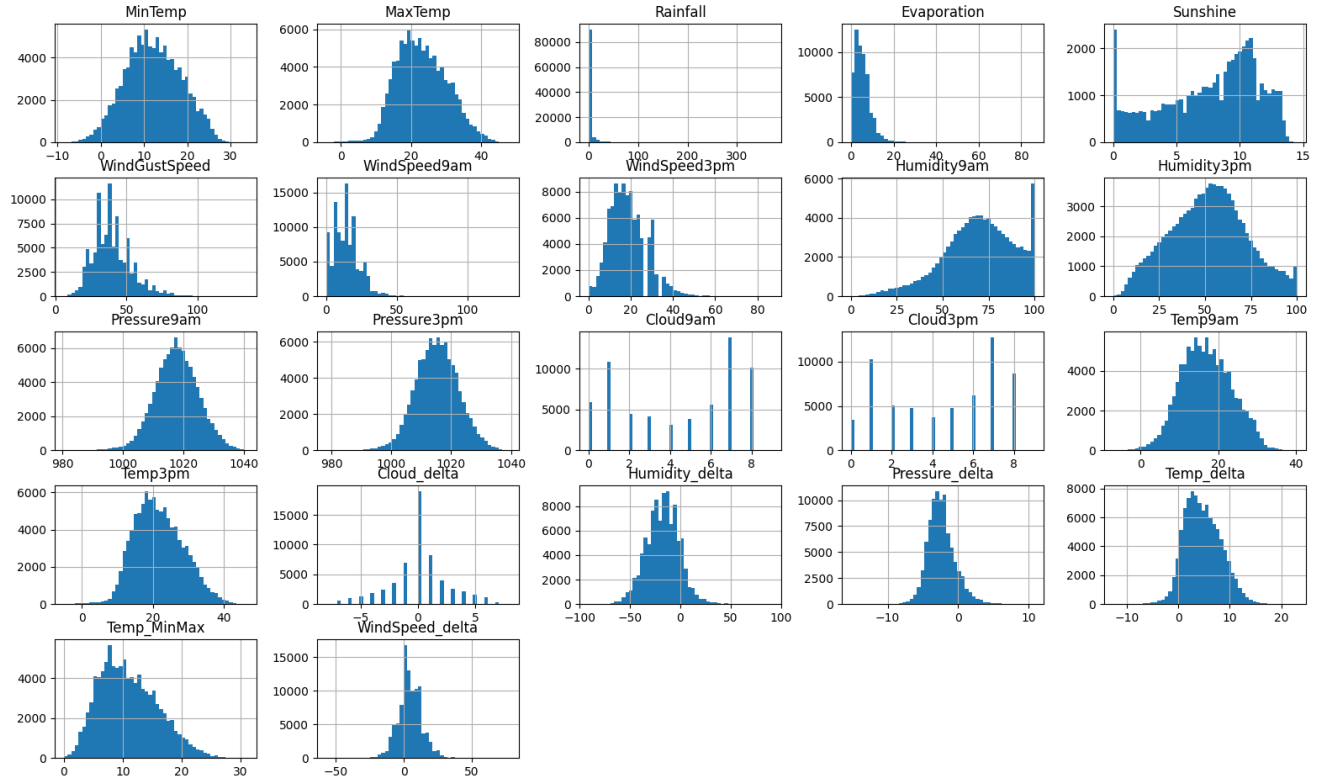 MinTemp MaxTemp Rainfall Evaporation Sunshine
6000 80000 10000 2000
4000 4000 60000
40000 5000 1000
2000 2000 20000
0 0 0 0 0
−10 0 10 20 30 0 20 40 0 100 200 300 0 20 40 60 80 0 5 10 15
WindGustSpeed WindSpeed9am WindSpeed3pm Humidity9am Humidity3pm
10000 15000 8000 6000 3000
7500 10000 6000 4000 2000
5000 4000
2500 5000 2000 2000 1000
0 0 0 0 0
0 50 100 0 50 100 0 20 40 60 80 0 25 50 75 100 0 25 50 75 100
Pressure9am Pressure3pm Cloud9am Cloud3pm Temp9am
6000 6000 10000 10000
4000 4000 4000
2000 2000 5000 5000 2000
0 0 0 0 0
980 1000 1020 1040 980 1000 1020 1040 0 2 4 6 8 0 2 4 6 8 0 20 40
Temp3pm Cloud_delta Humidity_delta Pressure_delta Temp_delta
6000 15000 8000 10000 8000
4000 10000 6000 7500 6000
4000 5000 4000
2000 5000 2000 2500 2000
0 0 0 0 0
0 20 40 −5 0 5 −100 −50 0 50 100 −10 0 10 −10 0 10 20
Temp_MinMax WindSpeed_delta
15000
4000 10000
2000 5000
0 0
0 10 20 30 −50 0 50